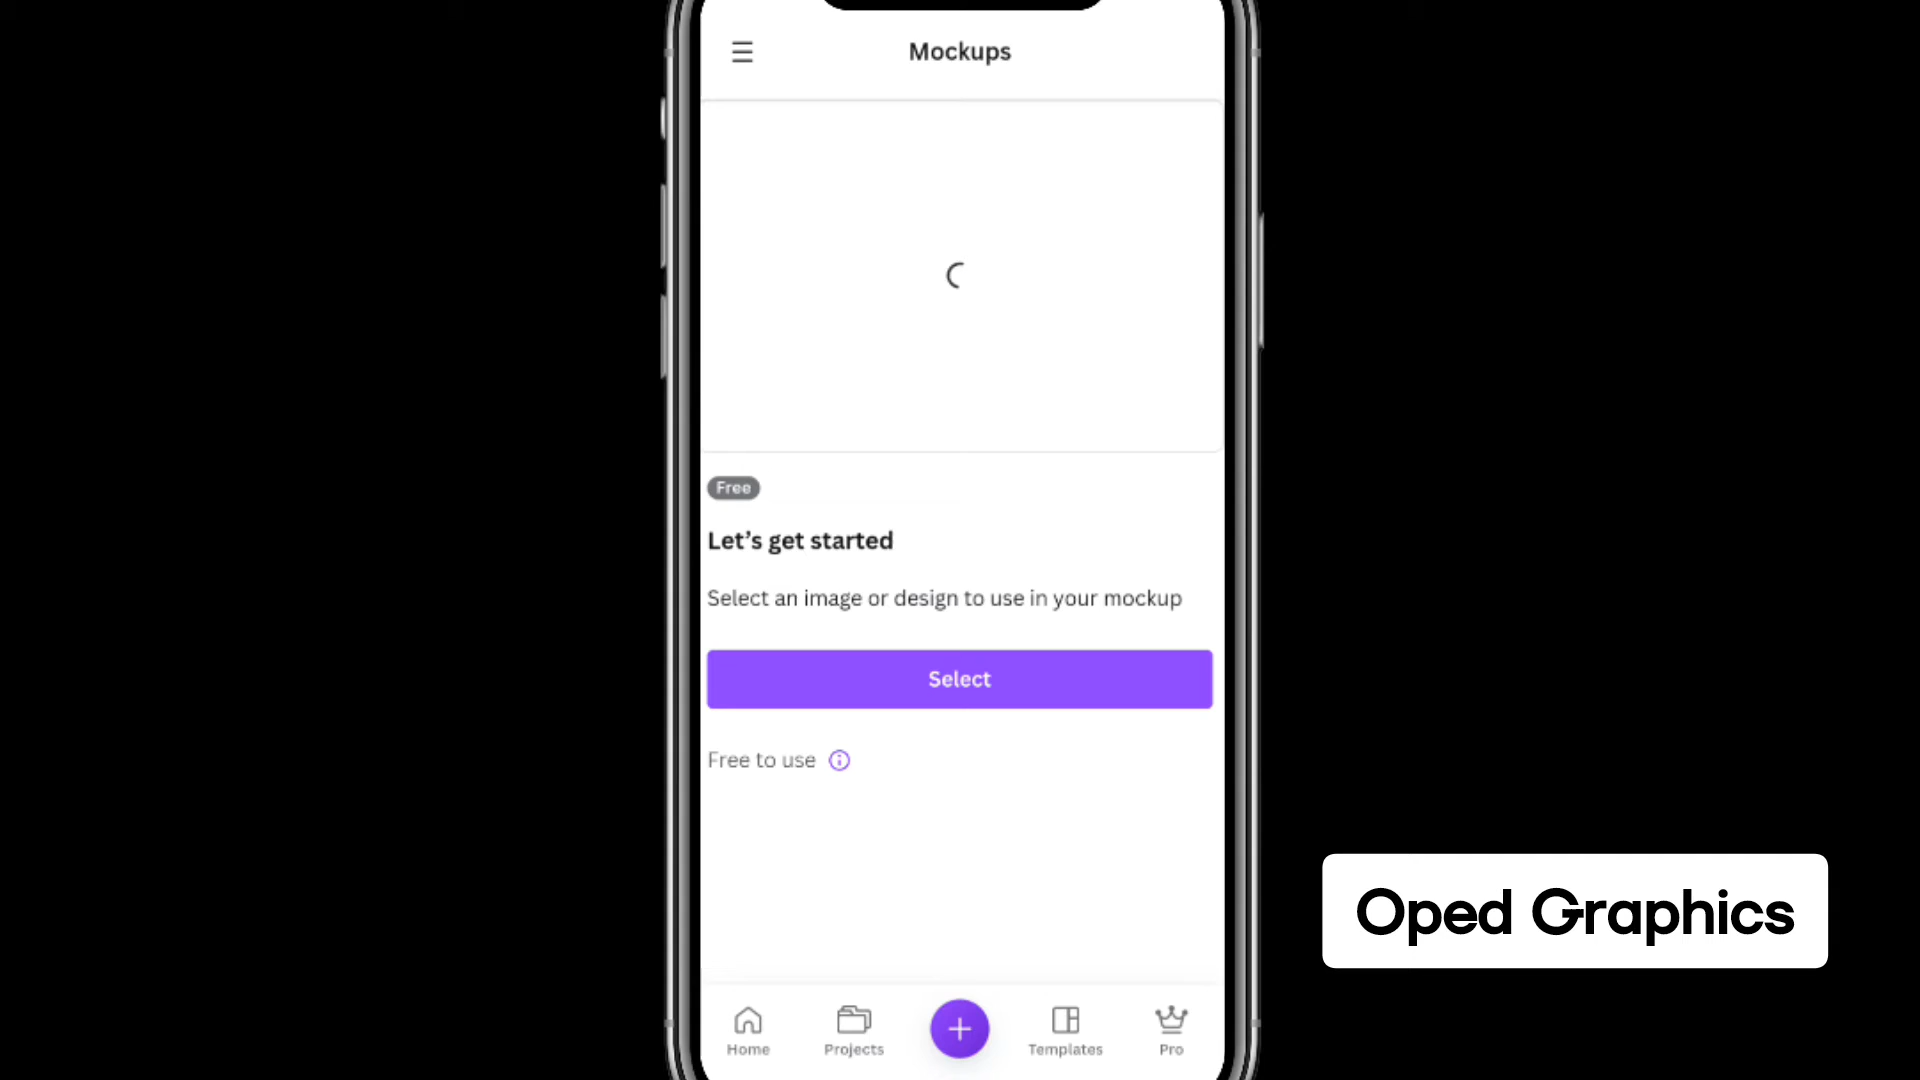 Mockups
Free
Let’s get started
Select an image or design to use in your mockup
Select
Free to use
Oped Graphics
Home
Projects
Templates
Pro